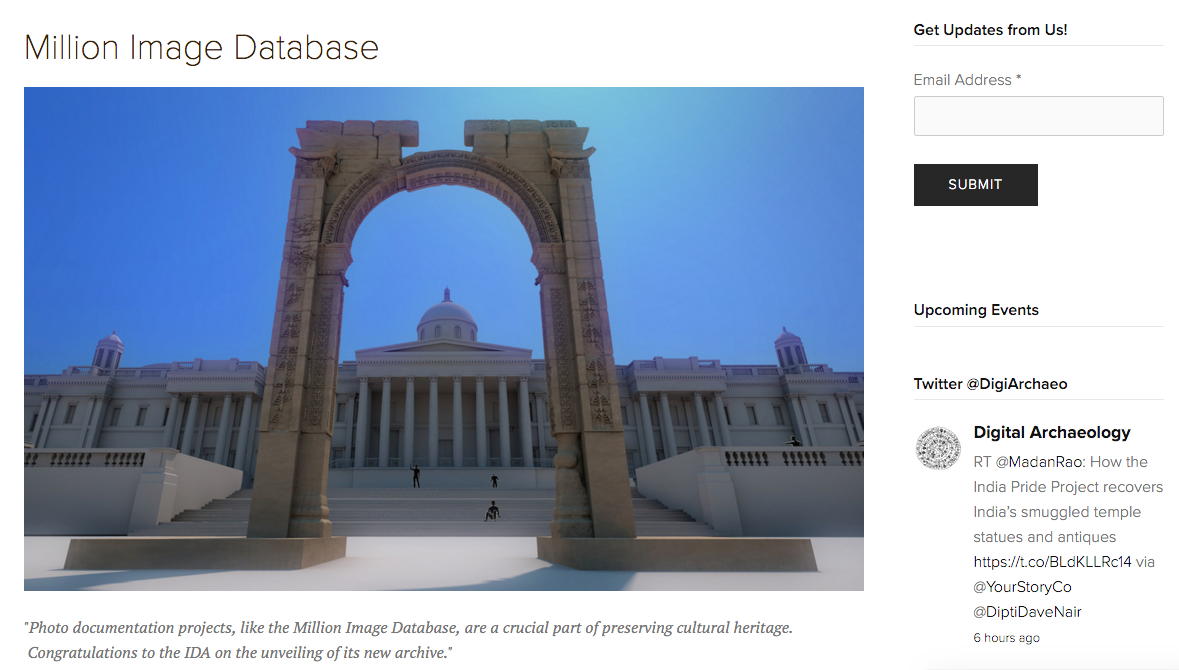 Million Image Database
"Photo documentation projects, like the Million Image Database, are a crucial part of preserving cultural heritage.
Congratulations to the IDA on the unveiling of its new archive."
Get Updates from Us!
Email Address *
SUBMIT
Upcoming Events
Twitter @DigiArchaeo
Digital Archaeology
RT @MadanRao: How the
India Pride Project recovers
India's smuggled temple
statues and antiques
https://t.co/BLdKLLRc14 via
@YourStoryCo
@DiptiDaveNair
6 hours ago